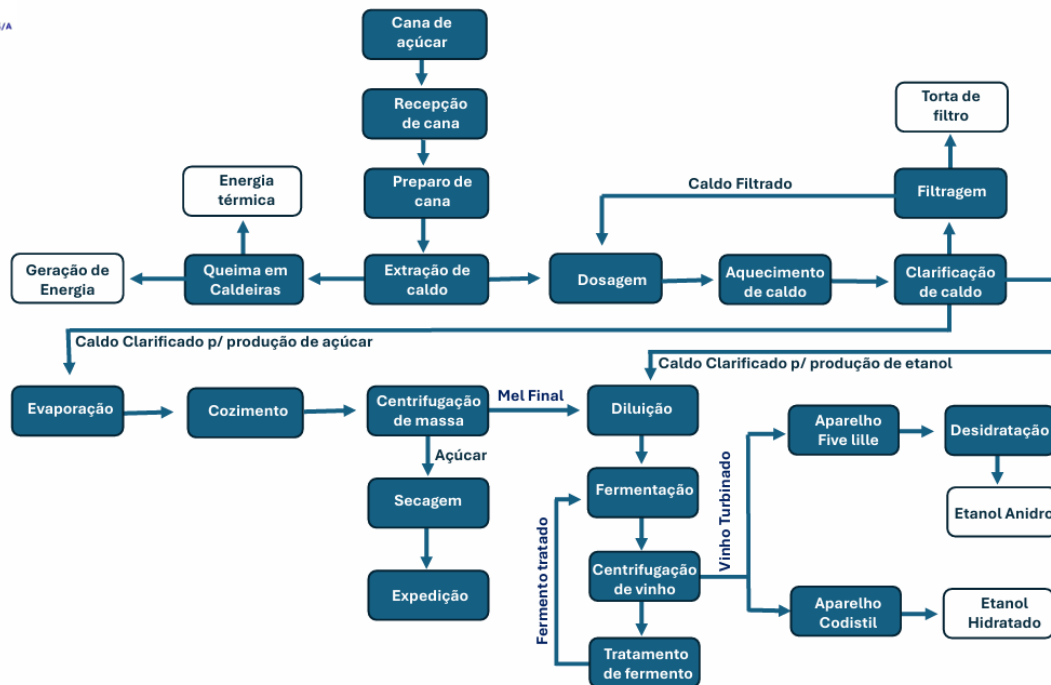 S/A
Cana de
açúcar
Recepção
de cana
Torta de
filtro
Energia
térmica
Preparo de
cana
Caldo Filtrado
Filtragem
Geração de
Energia
Queima em
Caldeiras
Extração de
caldo
Dosagem
Aquecimento
de caldo
Clarificação
de caldo
Caldo Clarificado p/ produção de açúcar
Caldo Clarificado p/ produção de etanol
Evaporação
Cozimento
Centrifugação
de massa
Mel Final
Diluição
Aparelho
Five lille
Desidratação
Açúcar
Secagem
Fermentação
Etanol Anidro
Vinho Turbinado
Fermento tratado
Centrifugação
de vinho
Expedição
Aparelho
Codistil
Etanol
Hidratado
Tratamento
de fermento